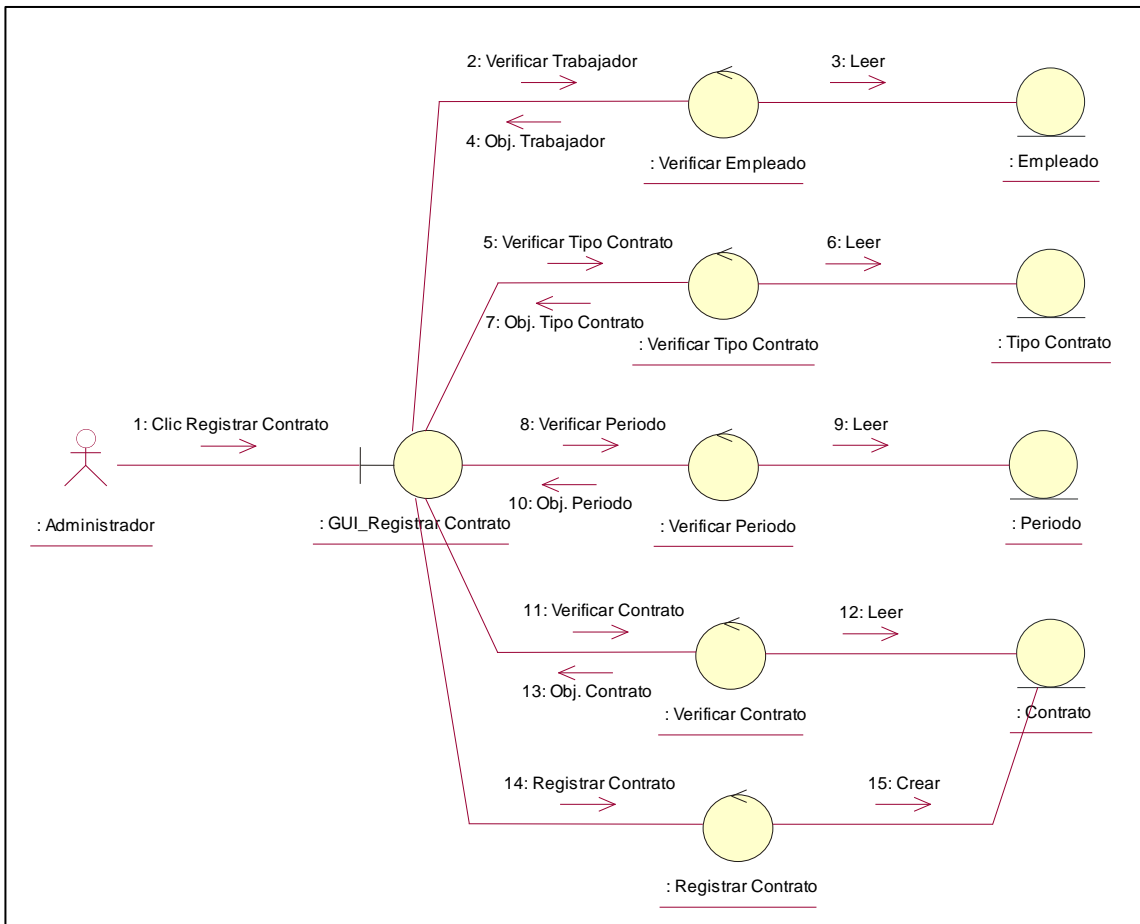 2: Verificar Trabajador
3: Leer
4: Obj. Trabajador
: Verificar Empleado
: Empleado
5: Verificar Tipo Contrato
6: Leer
7: Obj. Tipo Contrato
: Verificar Tipo Contrato
: Tipo Contrato
1: Clic Registrar Contrato
8: Verificar Periodo
9: Leer
10: Obj. Periodo
: Administrador
: GUI_Registrar Contrato
: Verificar Periodo
: Periodo
11: Verificar Contrato
12: Leer
13: Obj. Contrato
: Verificar Contrato
: Contrato
14: Registrar Contrato
15: Crear
: Registrar Contrato